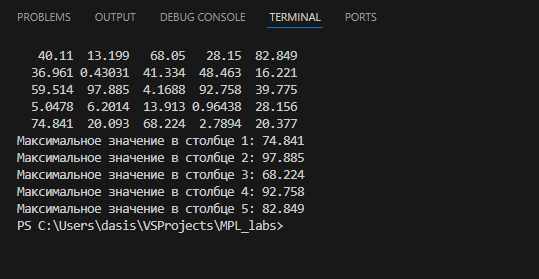 PROBLEMS OUTPUT DEBUG CONSOLE TERMINAL PORTS
40.11 13.199 68.05 28.15 82.849
36.961 0.43031 41.334 48.463 16.221
59.514 97.885 4.1688 92.758 39.775
5.0478 6.2014 13.913 0.96438 28.156
74.841 20.093 68.224 2.7894 20.377
Максимальное значение в столбце 1: 74.841
Максимальное значение в столбце 2: 97.885
Максимальное значение в столбце 3: 68.224
Максимальное значение в столбце 4: 92.758
Максимальное значение в столбце 5: 82.849
PS C:\Users\dasis\VSProjects\MPL_labs>